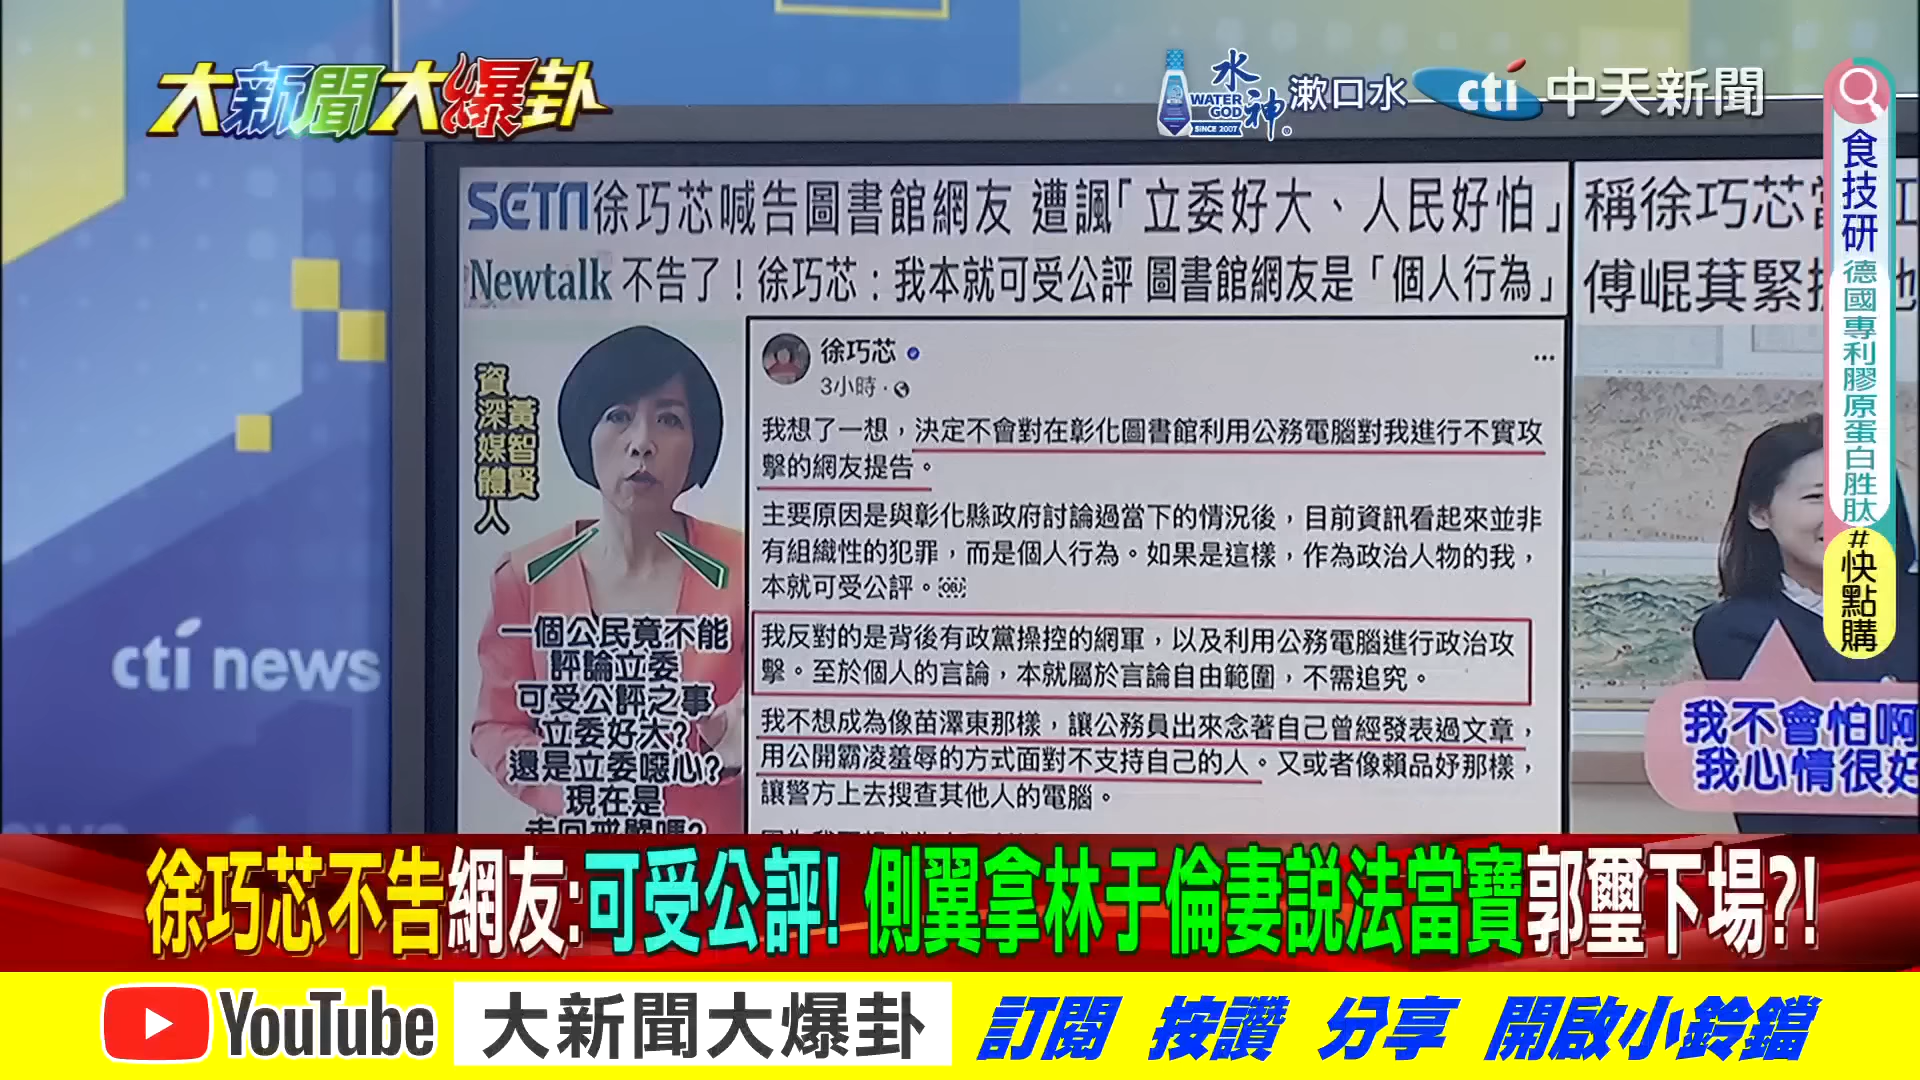 大新聞大爆卦
水神
WATER GOD
SINCE 2007
漱口水
cti 中天新聞
食技研
德國專利膠原蛋白胜肽
#快點購
SETN 徐巧芯喊告圖書館網友 遭諷「立委好大、人民好怕」
Newtalk 不告了！徐巧芯：我本就可受公評 圖書館網友是「個人行為」
稱徐巧芯
傅崐萁緊
資深媒體人
黃智賢
一個公民竟不能
評論立委
可受公評之事
立委好大?
還是立委噁心?
現在是
走回戒嚴嗎?
徐巧芯
3小時
我想了一想，決定不會對在彰化圖書館利用公務電腦對我進行不實攻
擊的網友提告。
主要原因是與彰化縣政府討論過當下的情況後，目前資訊看起來並非
有組織性的犯罪，而是個人行為。如果是這樣，作為政治人物的我，
本就可受公評。
我反對的是背後有政黨操控的網軍，以及利用公務電腦進行政治攻
擊。至於個人的言論，本就屬於言論自由範圍，不需追究。
我不想成為像苗澤東那樣，讓公務員出來念著自己曾經發表過文章，
用公開霸凌羞辱的方式面對不支持自己的人。又或者像賴品妤那樣，
讓警方上去搜查其他人的電腦。
我不會怕啊
我心情很好
cti news
徐巧芯不告網友:可受公評! 側翼拿林于倫妻説法當寶郭璽下場?!
YouTube 大新聞大爆卦 訂閱 按讚 分享 開啟小鈴鐺